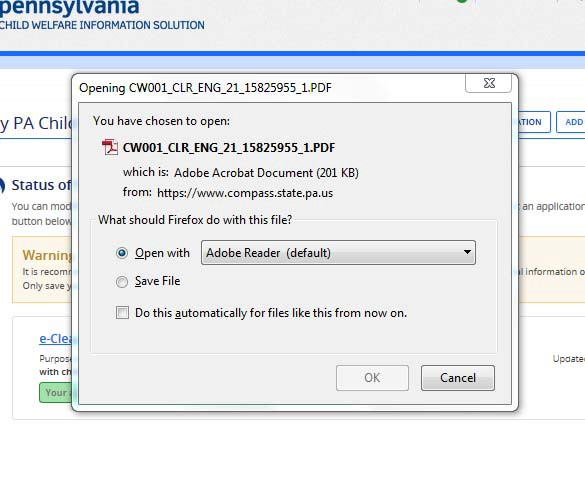 pennsylvania
CHILD WELFARE INFORMATION SOLUTION
Opening CW001_CLR_ENG_21_15825955_1.PDF
y PA Chil
ATION
ADD
You have chosen to open:
CW001_CLR_ENG_21_15825955_1.PDF
which is: Adobe Acrobat Document (201 KB)
from: https://www.compass.state.pa.us
Status of
You can mod
an application
button below
What should Firefox do with this file?
Open with
Adobe Reader (default)
Warning
It is recomm
al information o
Only save y
Save File
Do this automatically for files like this from now on.
e-Clea
Purpose
Update
with ch
Your a
OK
Cancel